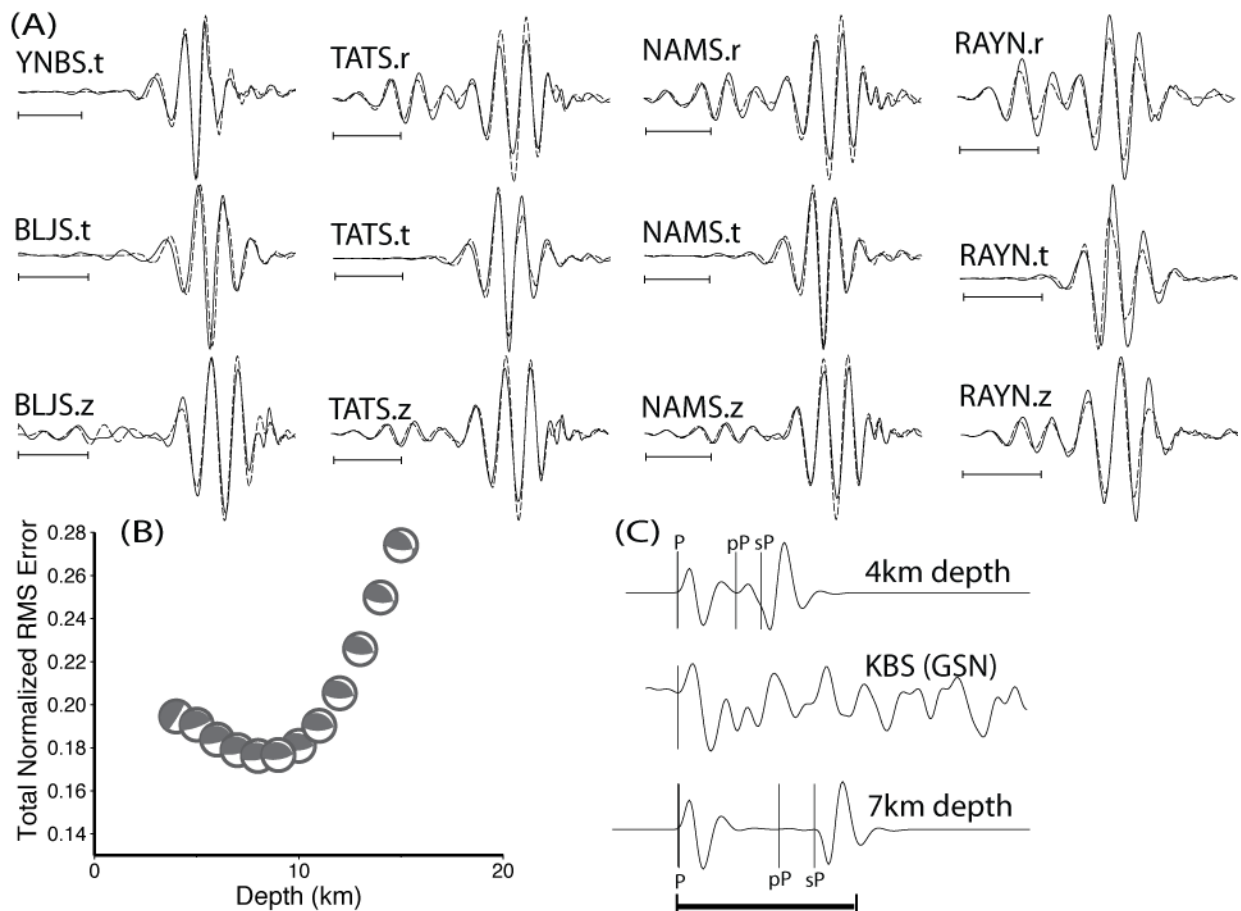 (A)
YNBS.t TATS.r NAMS.r RAYN.r
BLJS.t TATS.t NAMS.t RAYN.t
BLJS.z TATS.z NAMS.z RAYN.z
(B)
Total Normalized RMS Error
0.28
0.26
0.24
0.22
0.20
0.18
0.16
0.14
0 10 20
Depth (km)
(C)
P pP sP
4km depth
KBS (GSN)
7km depth
P pP sP